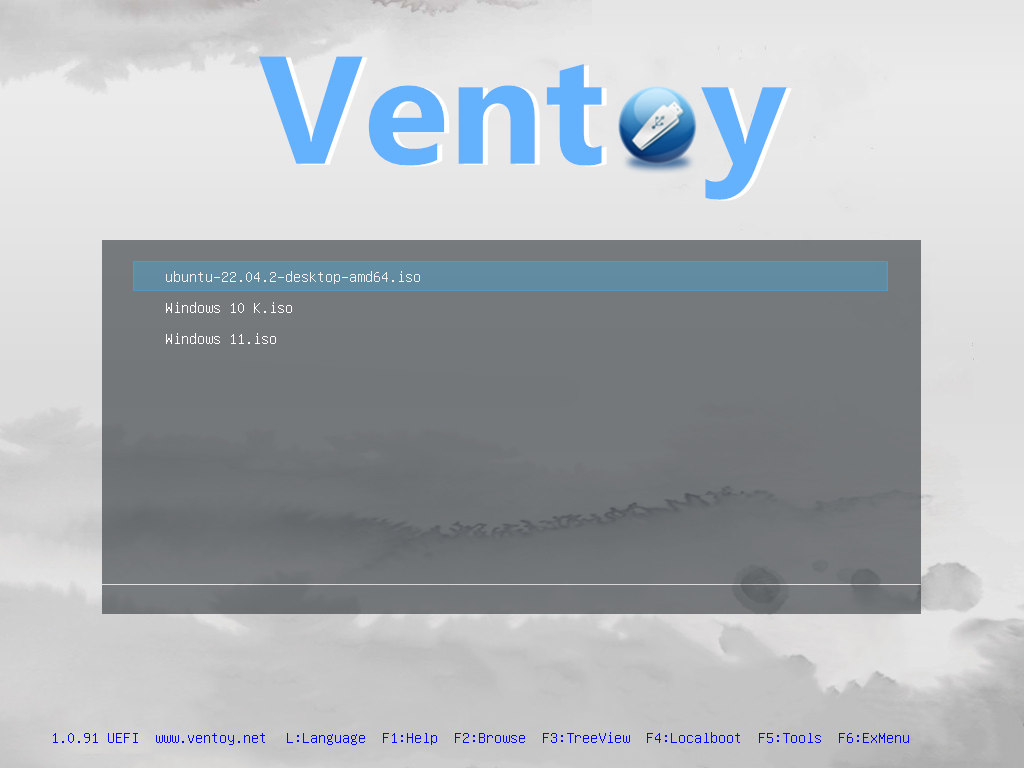 Ventoy
ubuntu-22.04.2-desktop-amd64.iso
Windows 10 K.iso
Windows 11.iso
1.0.91 UEFI www.ventoy.net L:Language F1:Help F2:Browse F3:TreeView F4:Localboot F5:Tools F6:ExMenu